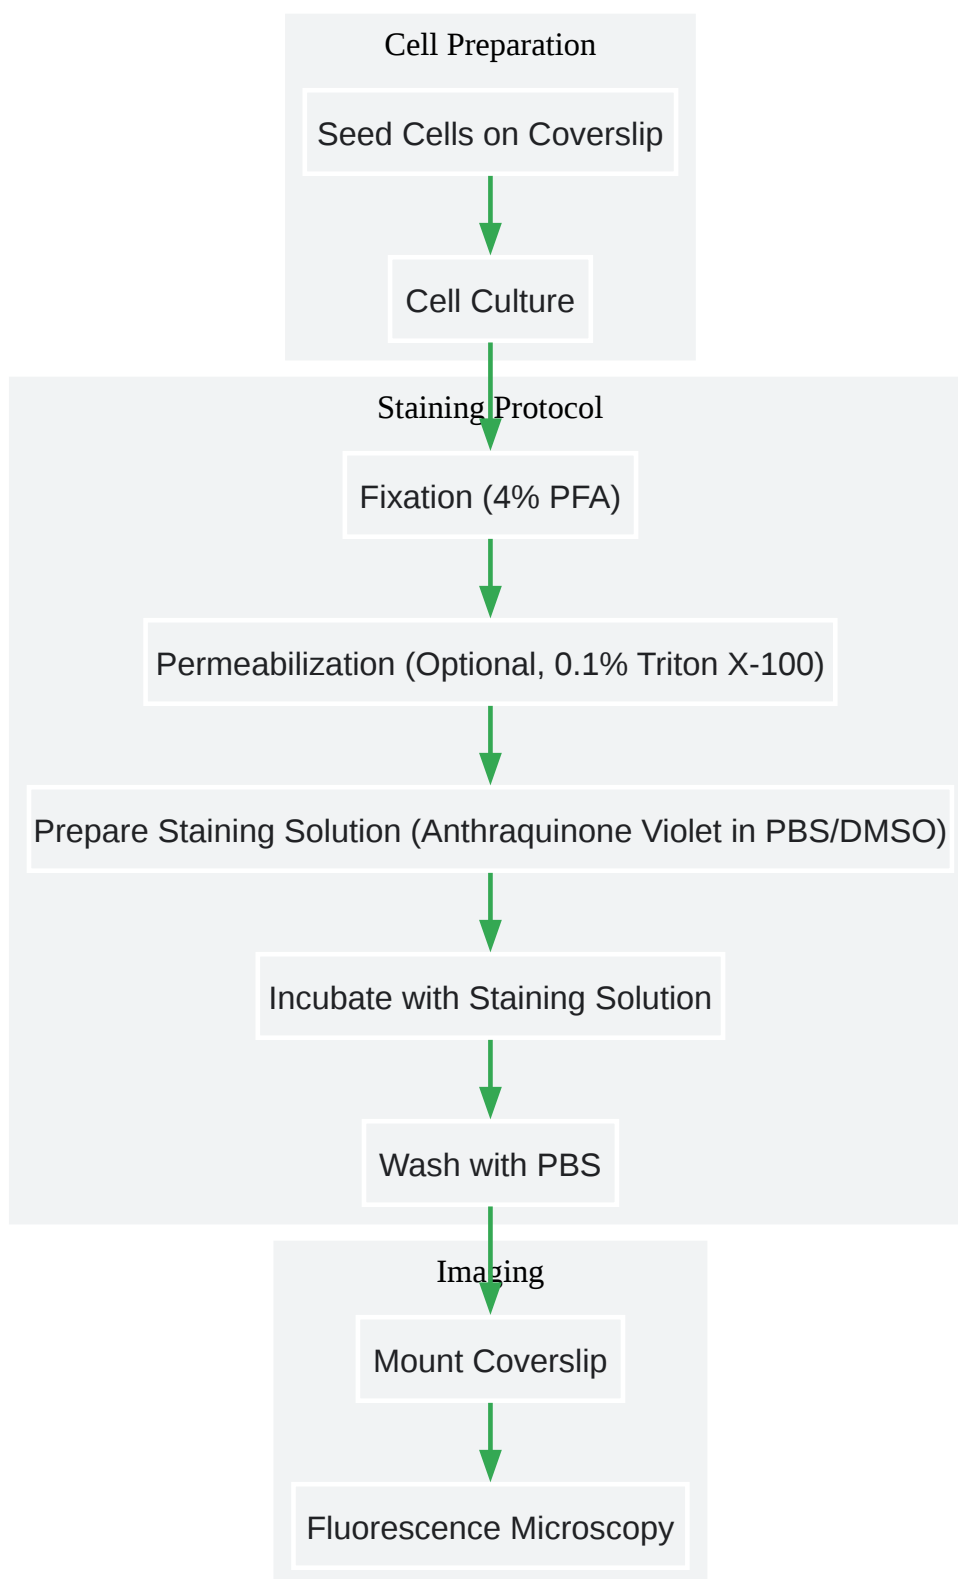 Cell Preparation
Seed Cells on Coverslip
Cell Culture
Staining Protocol
Fixation (4% PFA)
Permeabilization (Optional, 0.1% Triton X-100)
Prepare Staining Solution (Anthraquinone Violet in PBS/DMSO)
Incubate with Staining Solution
Wash with PBS
Imaging
Mount Coverslip
Fluorescence Microscopy